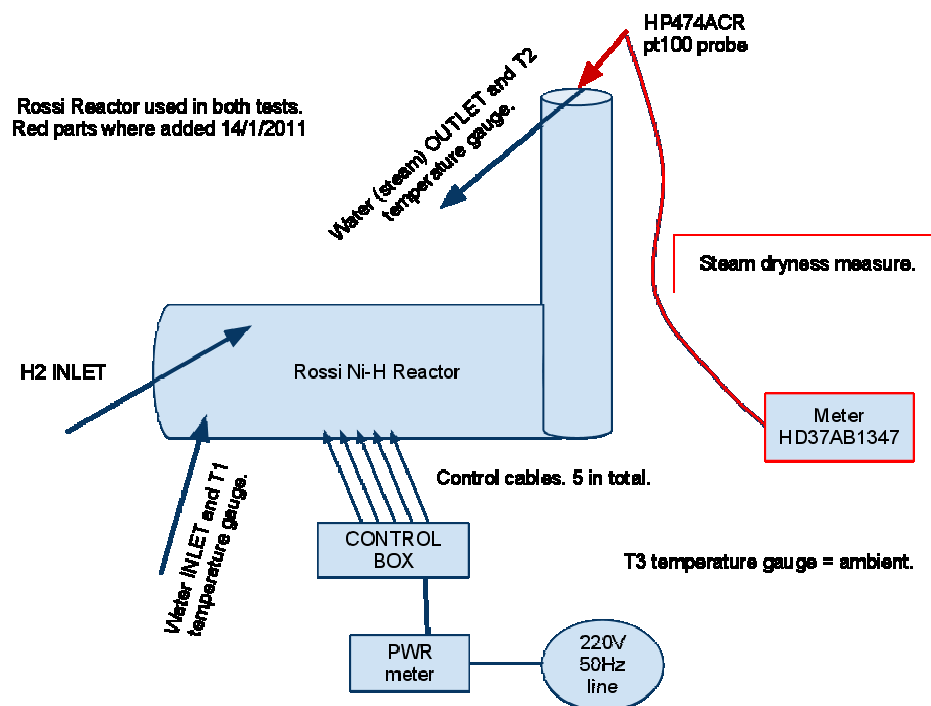 HP474ACR
pt100 probe
Rossi Reactor used in both tests.
Red parts where added 14/1/2011
Water (steam) OUTLET and T2
temperature gauge.
Steam dryness measure.
H2 INLET
Rossi Ni-H Reactor
Meter
HD37AB1347
Water INLET and T1
temperature gauge.
Control cables. 5 in total.
CONTROL
BOX
T3 temperature gauge = ambient.
PWR
meter
220V
50Hz
line